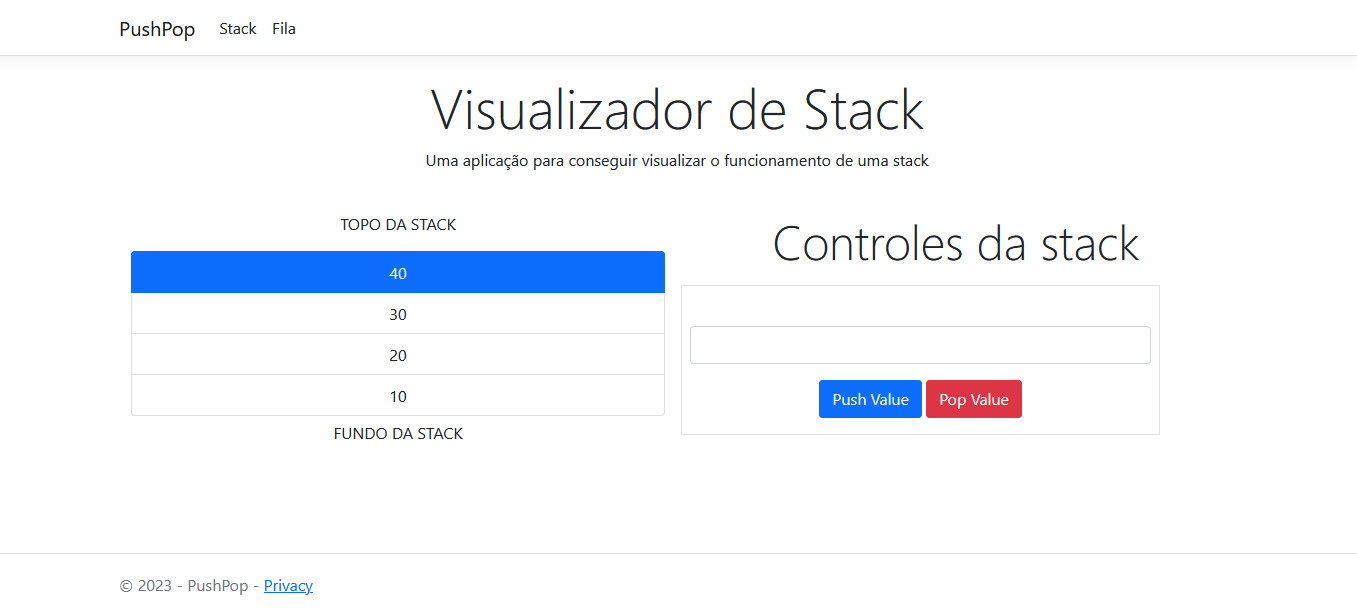 PushPop Stack Fila
Visualizador de Stack
Uma aplicação para conseguir visualizar o funcionamento de uma stack
TOPO DA STACK
40
30
20
10
FUNDO DA STACK
Controles da stack
Push Value Pop Value
© 2023 - PushPop - Privacy